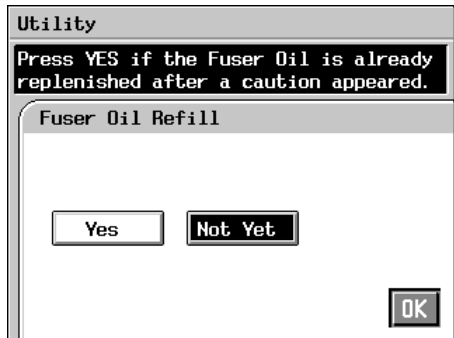 Utility
Press YES if the Fuser Oil is already
replenished after a caution appeared.
Fuser Oil Refill
Yes Not Yet
OK